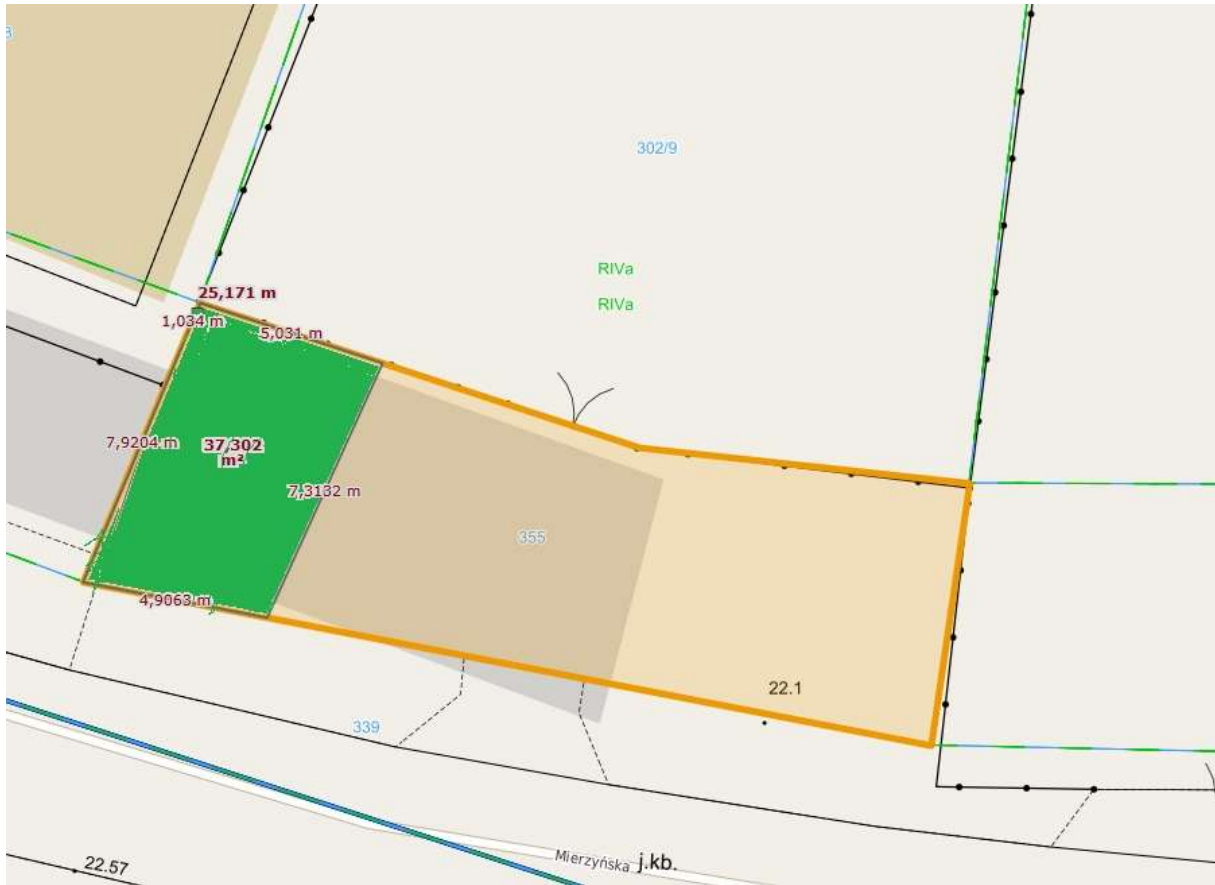 302/9
RIVa
RIVa
25,171 m
1,034 m
5,031 m
7,9204 m
37,302
m²
7,3132 m
355
4,9063 m
22.1
339
Mierzyńska j.kb.
22.57